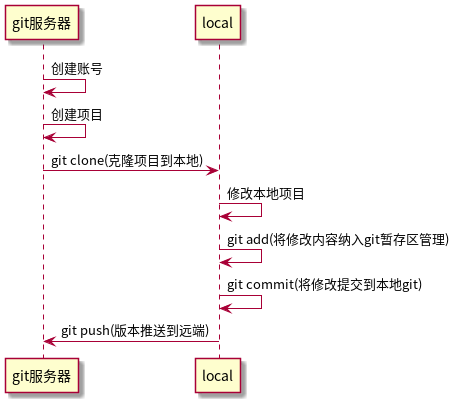 git服务器
local
创建账号
创建项目
git clone(克隆项目到本地)
修改本地项目
git add(将修改内容纳入git暂存区管理)
git commit(将修改提交到本地git)
git push(版本推送到远端)
git服务器
local